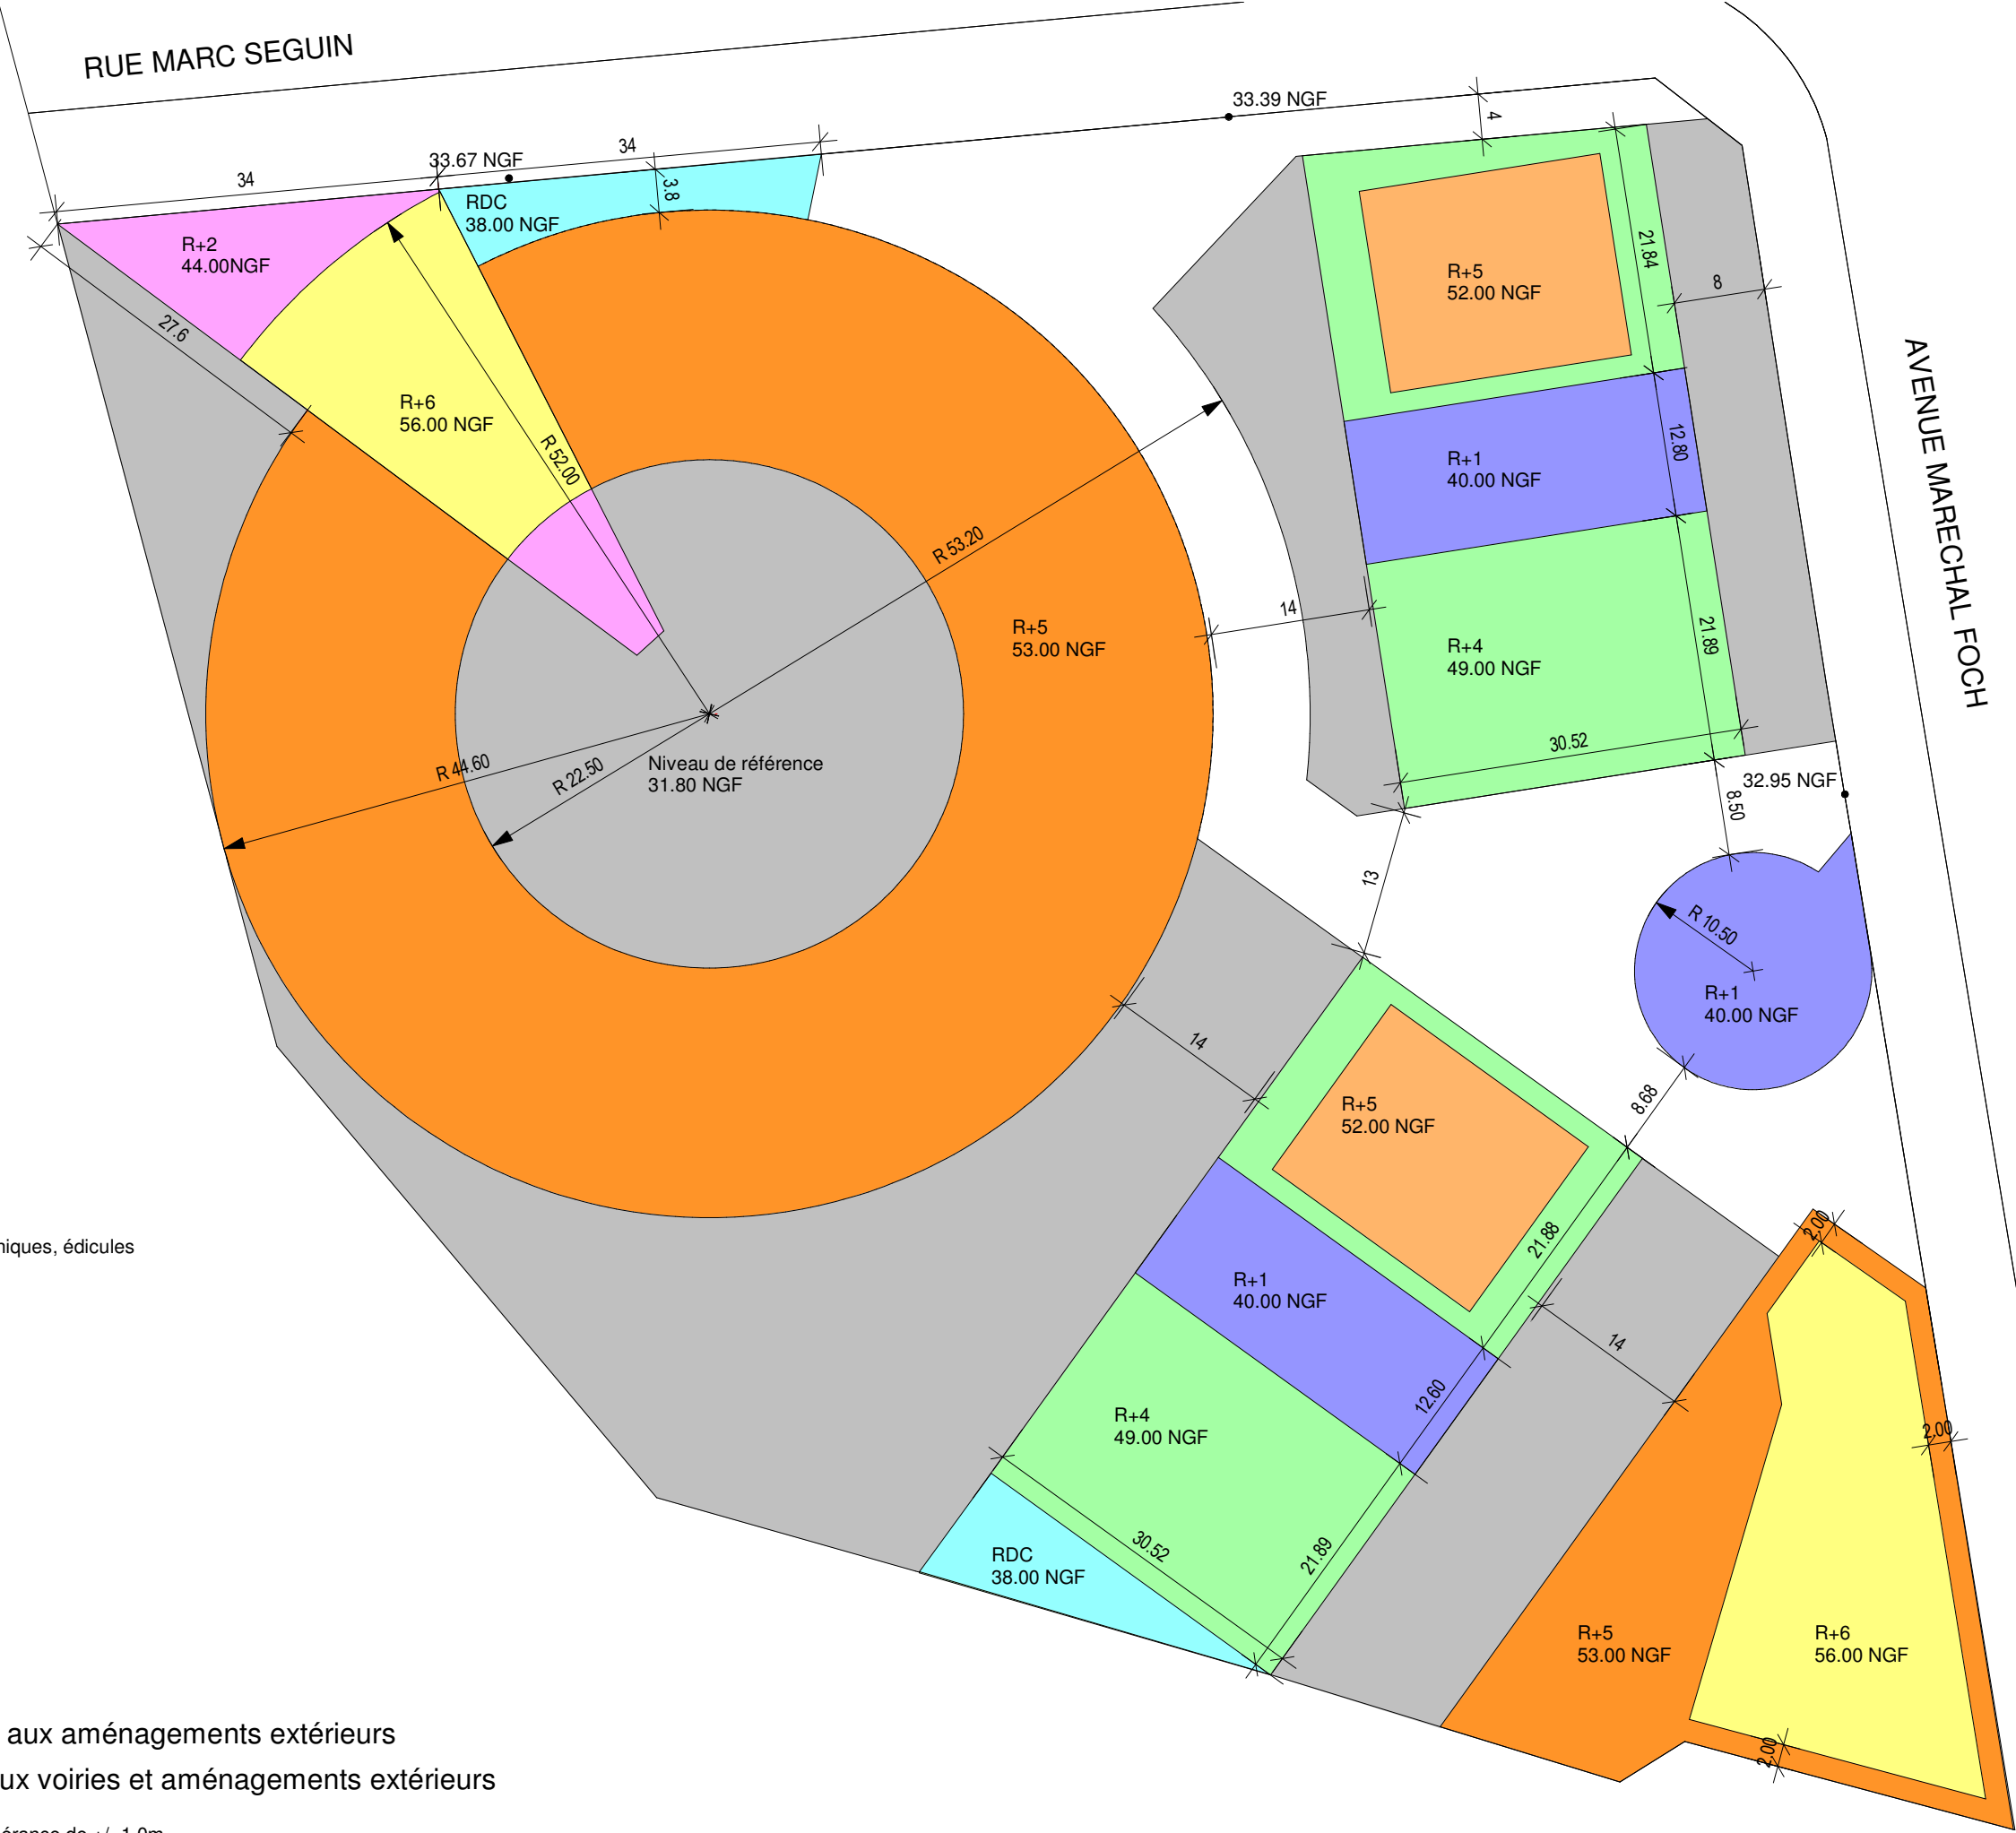 RUE MARC SEGUIN
33.39 NGF
4
34
33.67 NGF
34
3.8
RDC
38.00 NGF
R+2
44.00NGF
27.6
R+6
56.00 NGF
R 52.00
R+5
52.00 NGF
21.84
8
AVENUE MARECHAL FOCH
R+1
40.00 NGF
12.80
R 53.20
14
R+5
53.00 NGF
R+4
49.00 NGF
21.89
30.52
R 44.60
R 22.50
Niveau de référence
31.80 NGF
32.95 NGF
8.50
13
R 10.50
R+1
40.00 NGF
14
8.68
R+5
52.00 NGF
21.88
2.00
niques, édicules
R+1
40.00 NGF
14
12.60
R+4
49.00 NGF
2.00
30.52
21.89
RDC
38.00 NGF
R+5
53.00 NGF
R+6
56.00 NGF
2.00
aux aménagements extérieurs
ux voiries et aménagements extérieurs